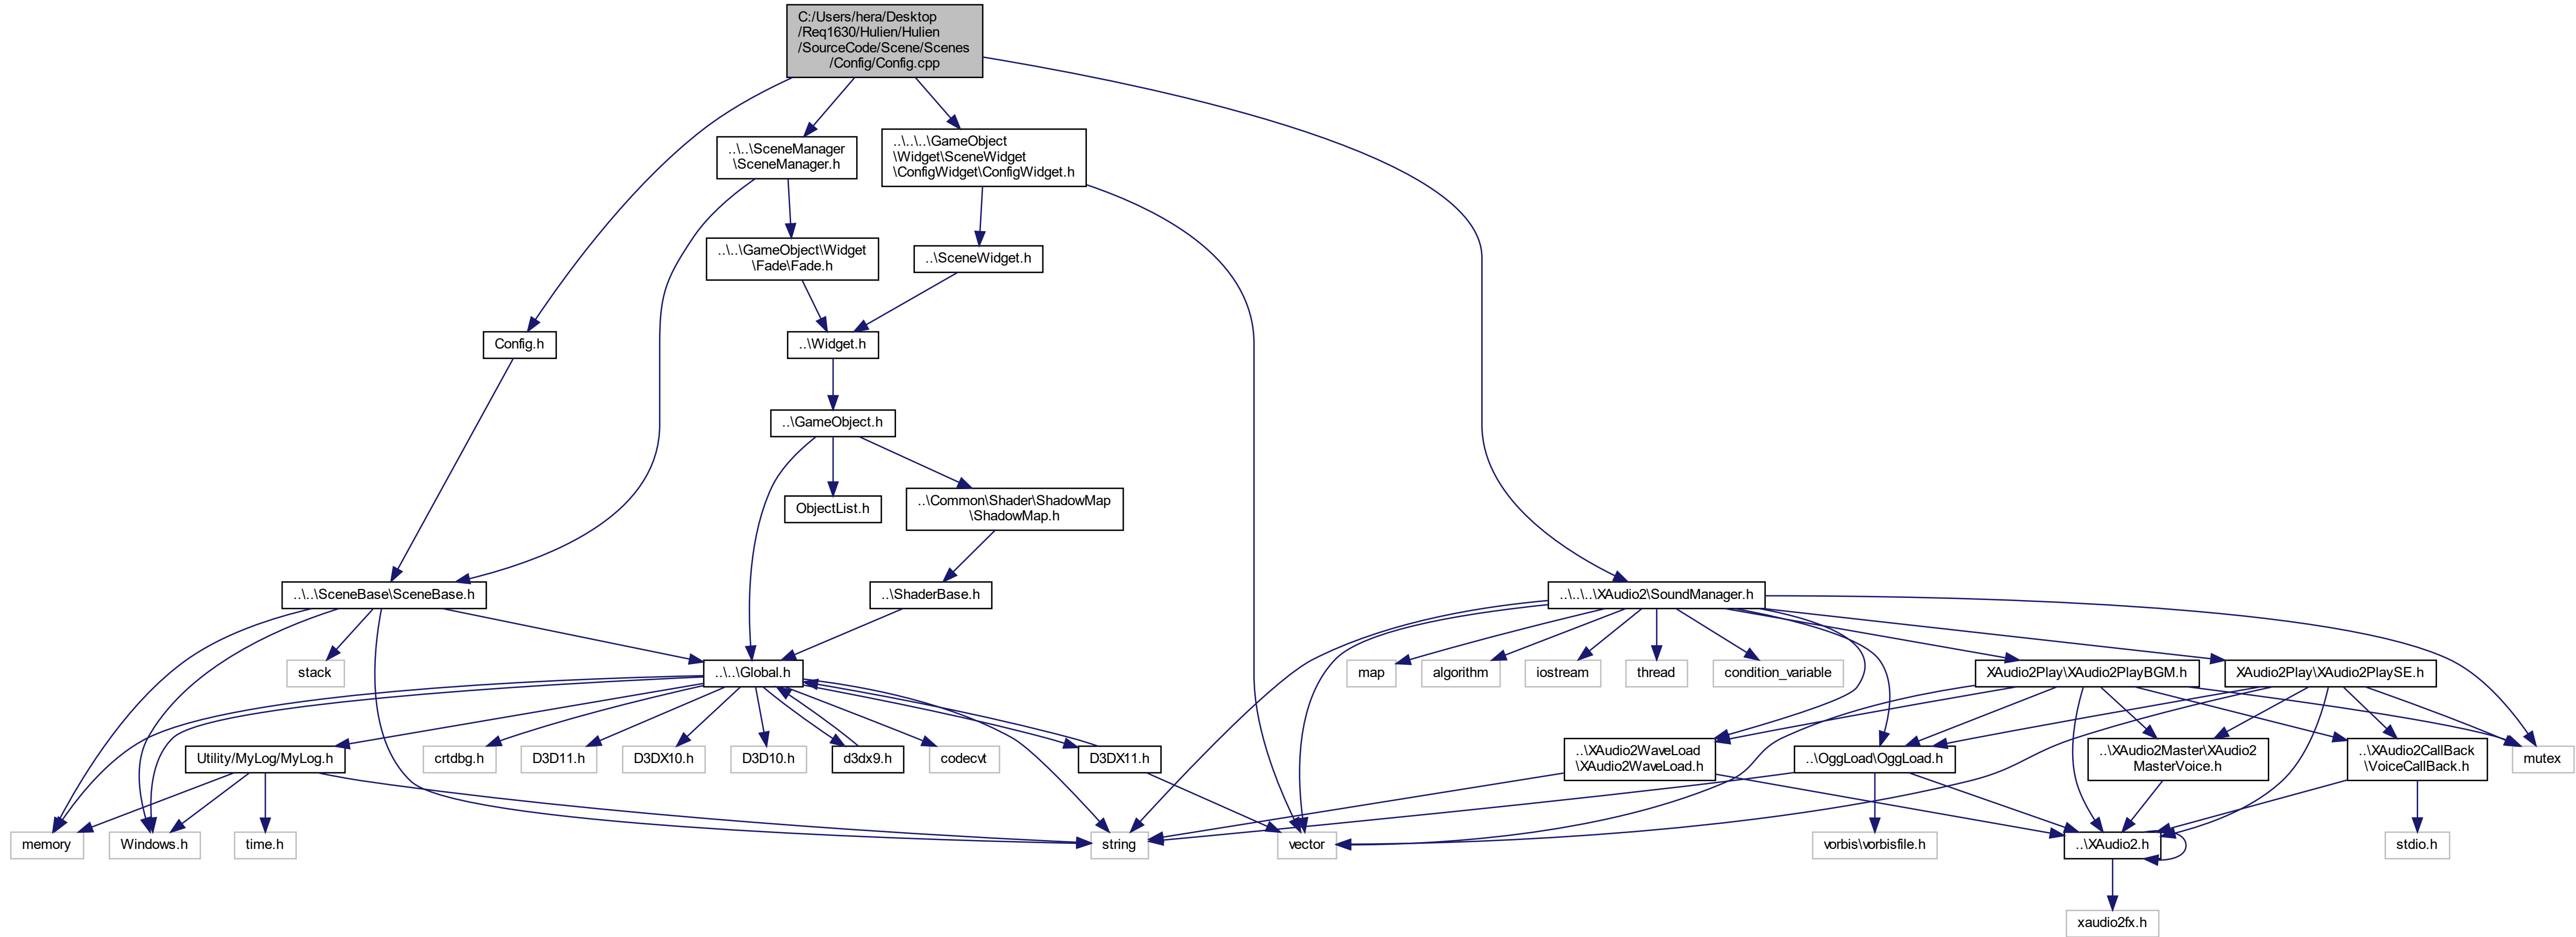 C:/Users/hera/Desktop
/Req1630/Hulien/Hulien
/SourceCode/Scene/Scenes
/Config/Config.cpp
..\..\SceneManager
\SceneManager.h
..\..\..\GameObject
\Widget\SceneWidget
\ConfigWidget\ConfigWidget.h
..\..\GameObject\Widget
\Fade\Fade.h
..\SceneWidget.h
Config.h
..\Widget.h
..\GameObject.h
ObjectList.h
..\Common\Shader\ShadowMap
\ShadowMap.h
..\..\SceneBase\SceneBase.h
..\ShaderBase.h
..\..\..\XAudio2\SoundManager.h
stack
..\..\Global.h
map
algorithm
iostream
thread
condition_variable
XAudio2Play\XAudio2PlayBGM.h
XAudio2Play\XAudio2PlaySE.h
Utility/MyLog/MyLog.h
crtdbg.h
D3D11.h
D3DX10.h
D3D10.h
d3dx9.h
codecvt
D3DX11.h
..\XAudio2WaveLoad
\XAudio2WaveLoad.h
..\OggLoad\OggLoad.h
..\XAudio2Master\XAudio2
MasterVoice.h
..\XAudio2CallBack
\VoiceCallBack.h
mutex
memory
Windows.h
time.h
string
vector
vorbis\vorbisfile.h
..\XAudio2.h
stdio.h
xaudio2fx.h